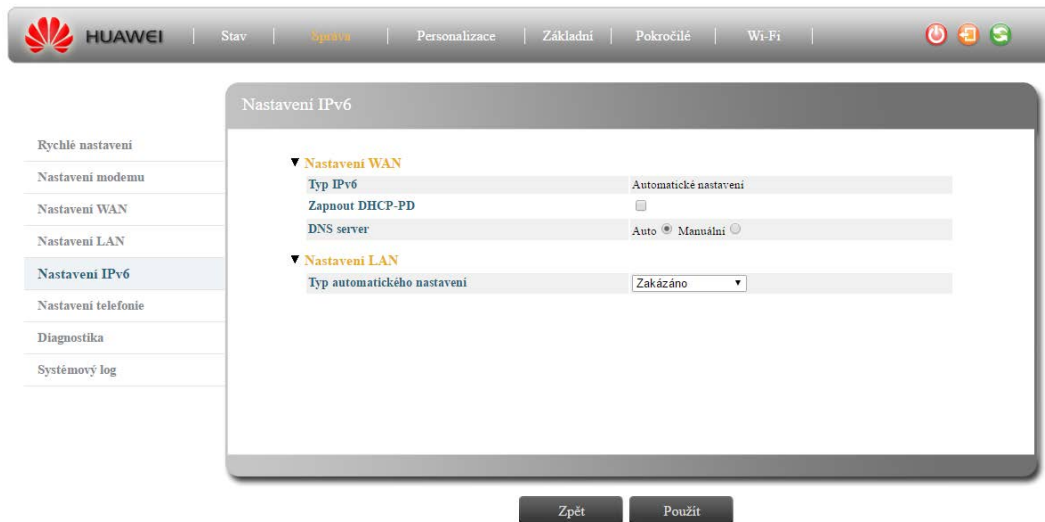 HUAWEI | Stav | Správa | Personalizace | Základní | Pokročilé | Wi-Fi |
Nastavení IPv6
Rychlé nastavení
Nastavení modemu
Nastavení WAN
Nastavení LAN
Nastavení IPv6
Nastavení telefonie
Diagnostika
Systémový log
▼ Nastavení WAN
Typ IPv6 Automatické nastavení
Zapnout DHCP-PD
DNS server Auto Manuální
▼ Nastavení LAN
Typ automatického nastavení Zakázáno ▼
Zpět Použít